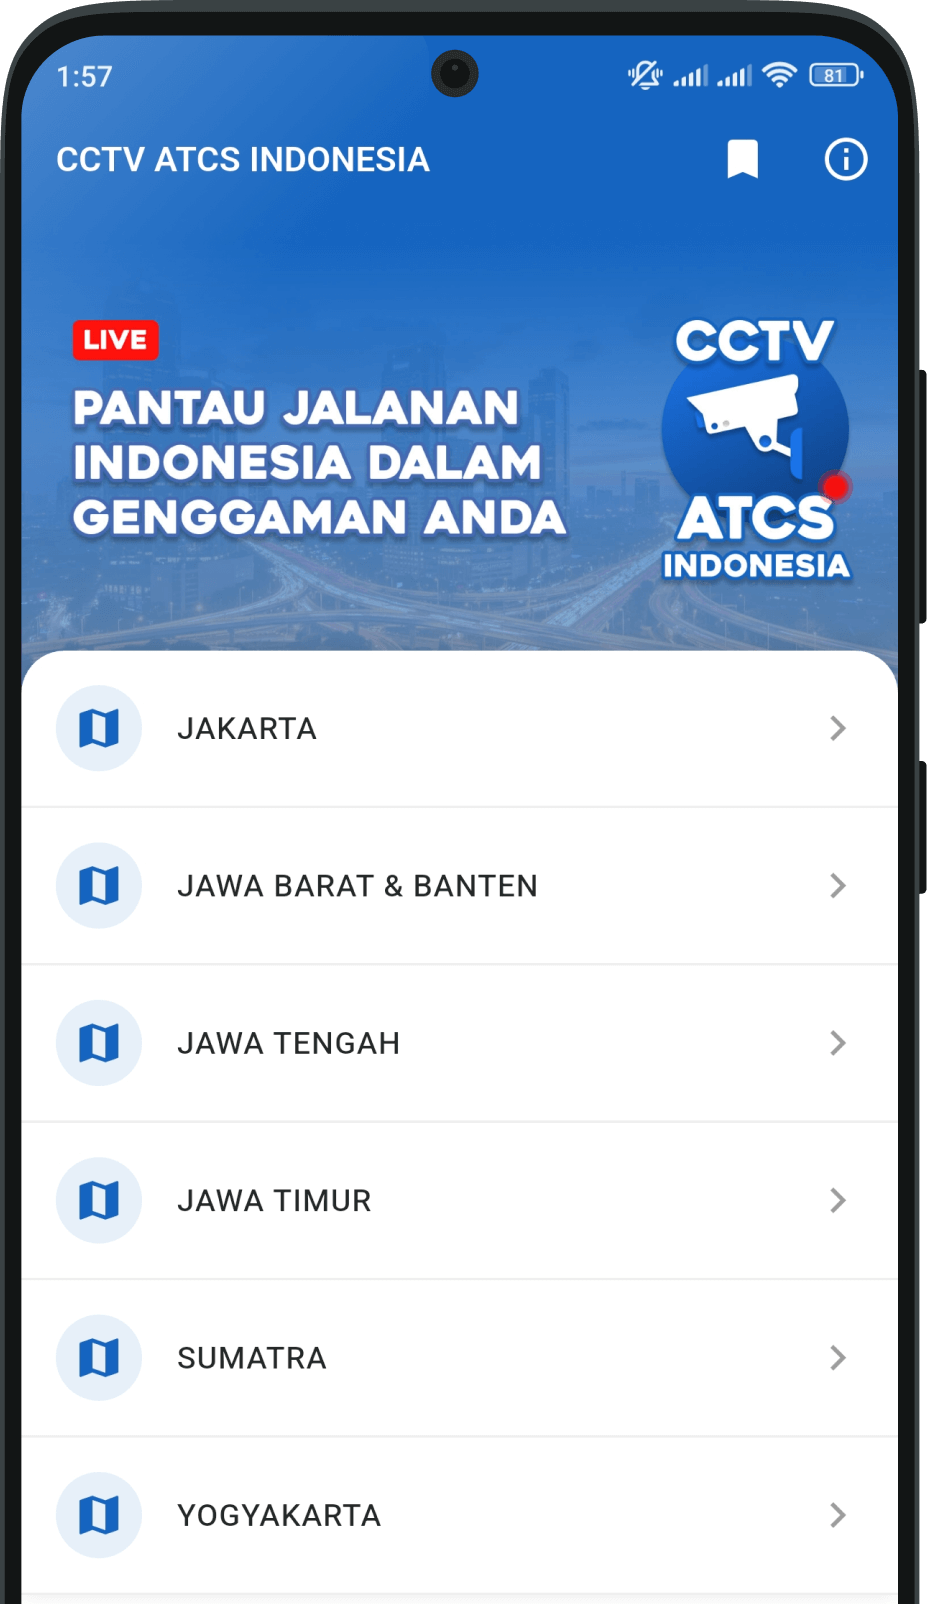 1:57
81
CCTV ATCS INDONESIA
LIVE
PANTAU JALANAN
INDONESIA DALAM
GENGGAMAN ANDA
CCTV
ATCS
INDONESIA
JAKARTA
JAWA BARAT & BANTEN
JAWA TENGAH
JAWA TIMUR
SUMATRA
YOGYAKARTA